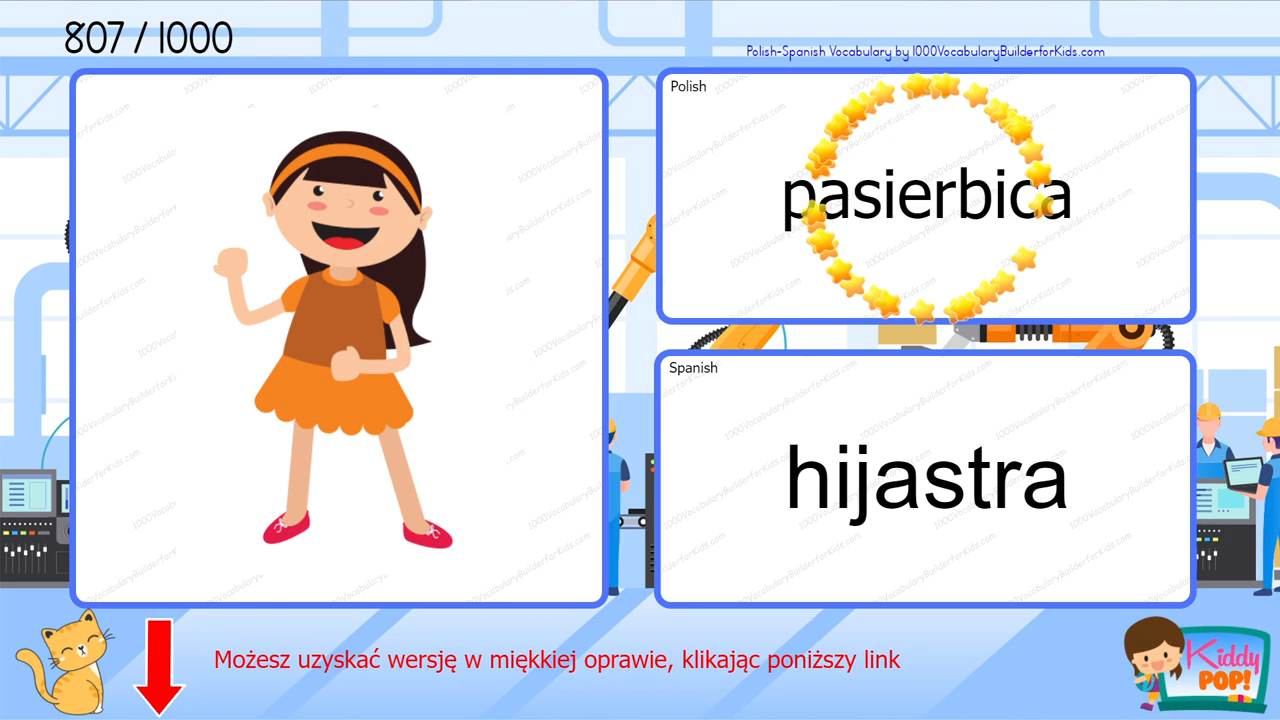 807 / 1000
Polish-Spanish Vocabulary by 1000VocabularyBuilderforKids.com
Polish
pasierbica
Spanish
hijastra
Możesz uzyskać wersję w miękkiej oprawie, klikając poniższy link
Kiddy
POP!